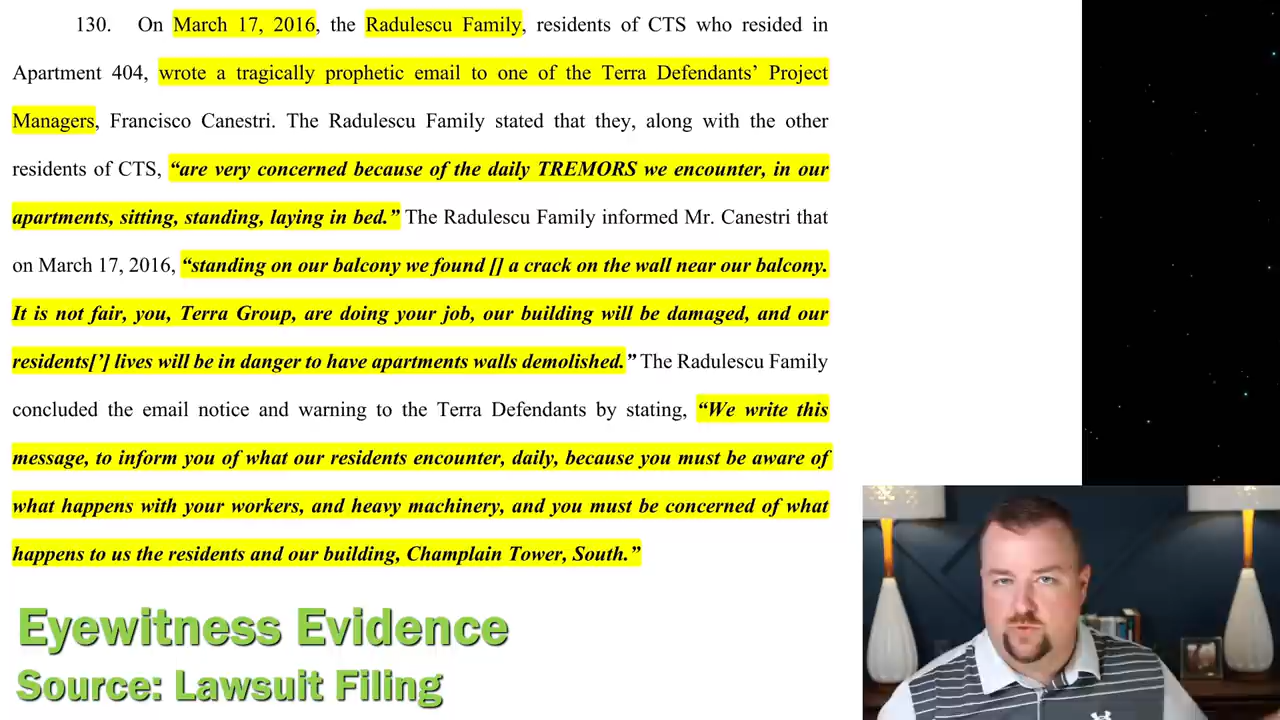 130. On March 17, 2016, the Radulescu Family, residents of CTS who resided in
Apartment 404, wrote a tragically prophetic email to one of the Terra Defendants’ Project
Managers, Francisco Canestri. The Radulescu Family stated that they, along with the other
residents of CTS, “are very concerned because of the daily TREMORS we encounter, in our
apartments, sitting, standing, laying in bed.” The Radulescu Family informed Mr. Canestri that
on March 17, 2016, “standing on our balcony we found [] a crack on the wall near our balcony.
It is not fair, you, Terra Group, are doing your job, our building will be damaged, and our
residents[’] lives will be in danger to have apartments walls demolished.” The Radulescu Family
concluded the email notice and warning to the Terra Defendants by stating, “We write this
message, to inform you of what our residents encounter, daily, because you must be aware of
what happens with your workers, and heavy machinery, and you must be concerned of what
happens to us the residents and our building, Champlain Tower, South.”
Eyewitness Evidence
Source: Lawsuit Filing